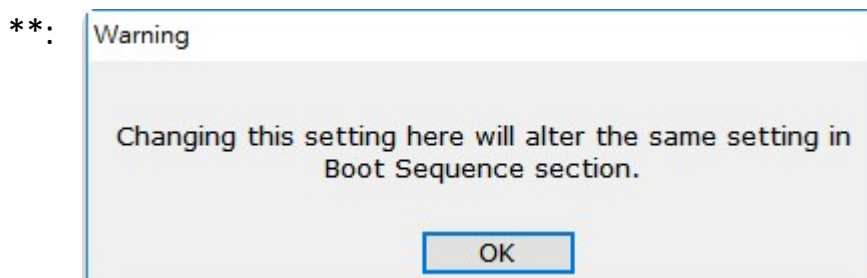 **:
Warning
Changing this setting here will alter the same setting in
Boot Sequence section.
OK